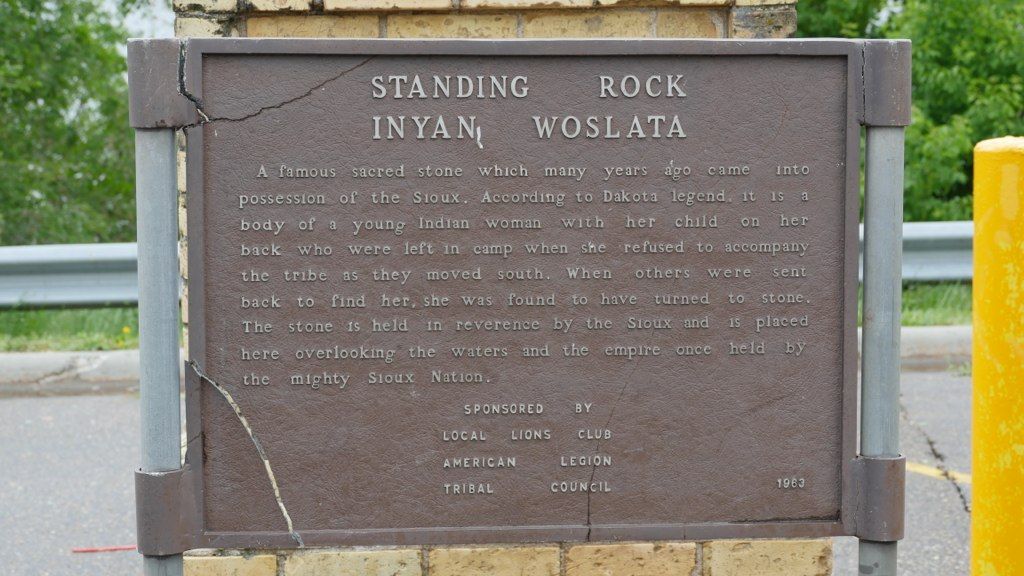 STANDING ROCK
INYAN WOSLATA
A famous sacred stone which many years ago came into
possession of the Sioux. According to Dakota legend, it is a
body of a young Indian woman with her child on her
back who were left in camp when she refused to accompany
the tribe as they moved south. When others were sent
back to find her, she was found to have turned to stone.
The stone is held in reverence by the Sioux and is placed
here overlooking the waters and the empire once held by
the mighty Sioux Nation.
SPONSORED BY
LOCAL LIONS CLUB
AMERICAN LEGION
TRIBAL COUNCIL
1963